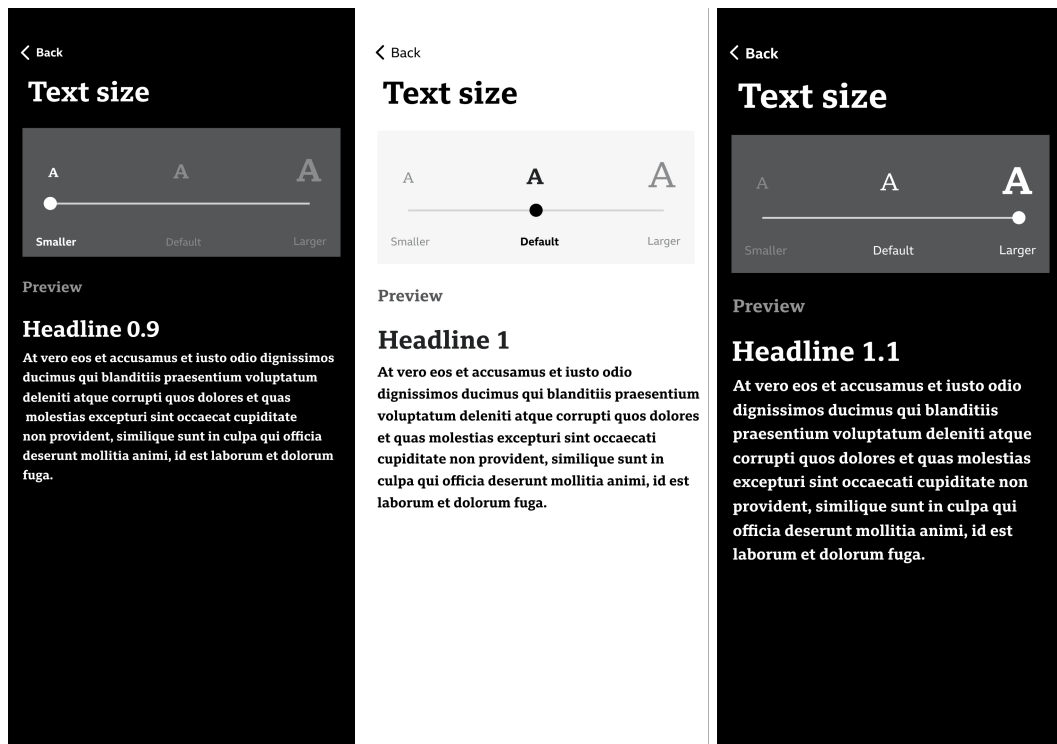 Back
Text size
A A A
Smaller Default Larger
Preview
Headline 0.9
At vero eos et accusamus et iusto odio dignissimos
ducimus qui blanditiis praesentium voluptatum
deleniti atque corrupti quos dolores et quas
molestias excepturi sint occaecat cupiditate
non provident, similique sunt in culpa qui officia
deserunt mollitia animi, id est laborum et dolorum
fuga.
Back
Text size
A A A
Smaller Default Larger
Preview
Headline 1
At vero eos et accusamus et iusto odio
dignissimos ducimus qui blanditiis praesentium
voluptatum deleniti atque corrupti quos dolores
et quas molestias excepturi sint occaecati
cupiditate non provident, similique sunt in
culpa qui officia deserunt mollitia animi, id est
laborum et dolorum fuga.
Back
Text size
A A A
Smaller Default Larger
Preview
Headline 1.1
At vero eos et accusamus et iusto odio
dignissimos ducimus qui blanditiis
praesentium voluptatum deleniti atque
corrupti quos dolores et quas molestias
excepturi sint occaecati cupiditate non
provident, similique sunt in culpa qui
officia deserunt mollitia animi, id est
laborum et dolorum fuga.